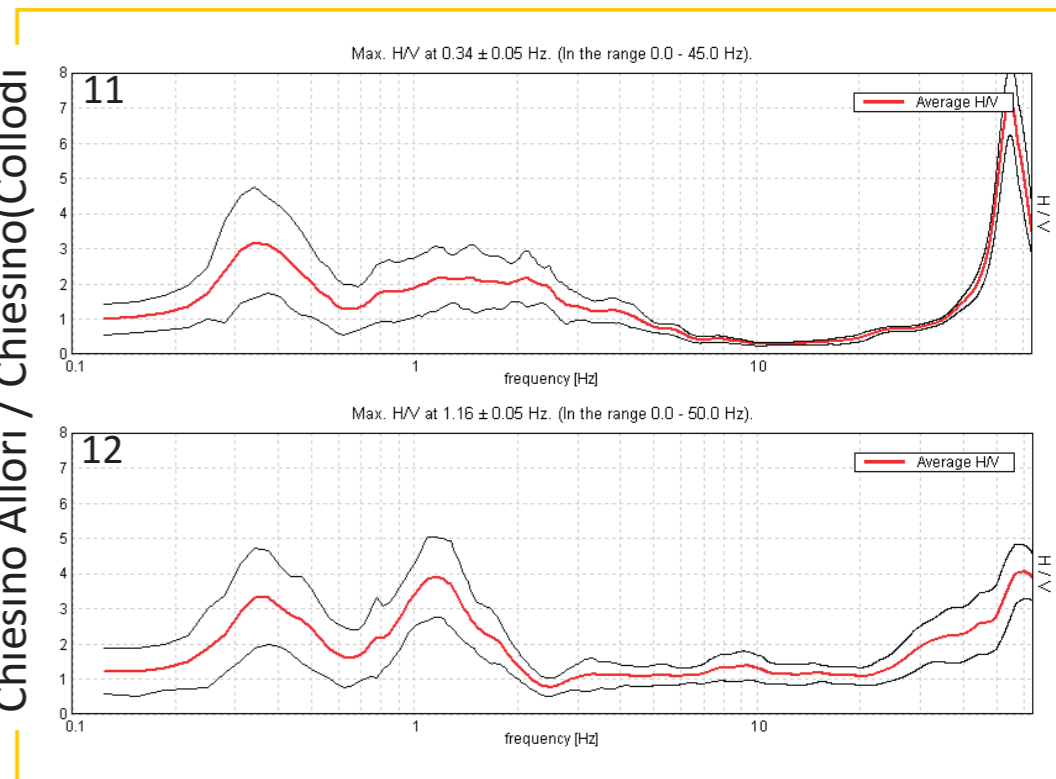 Chiesino Allori / Chiesino(Collodi
Max. H/V at 0.34 ± 0.05 Hz. (In the range 0.0 - 45.0 Hz).
11
Average H/V
8
7
6
5
4
3
2
1
0
H / V
0.1 1 10
frequency [Hz]
Max. H/V at 1.16 ± 0.05 Hz. (In the range 0.0 - 50.0 Hz).
12
Average H/V
8
7
6
5
4
3
2
1
0
H / V
0.1 1 10
frequency [Hz]